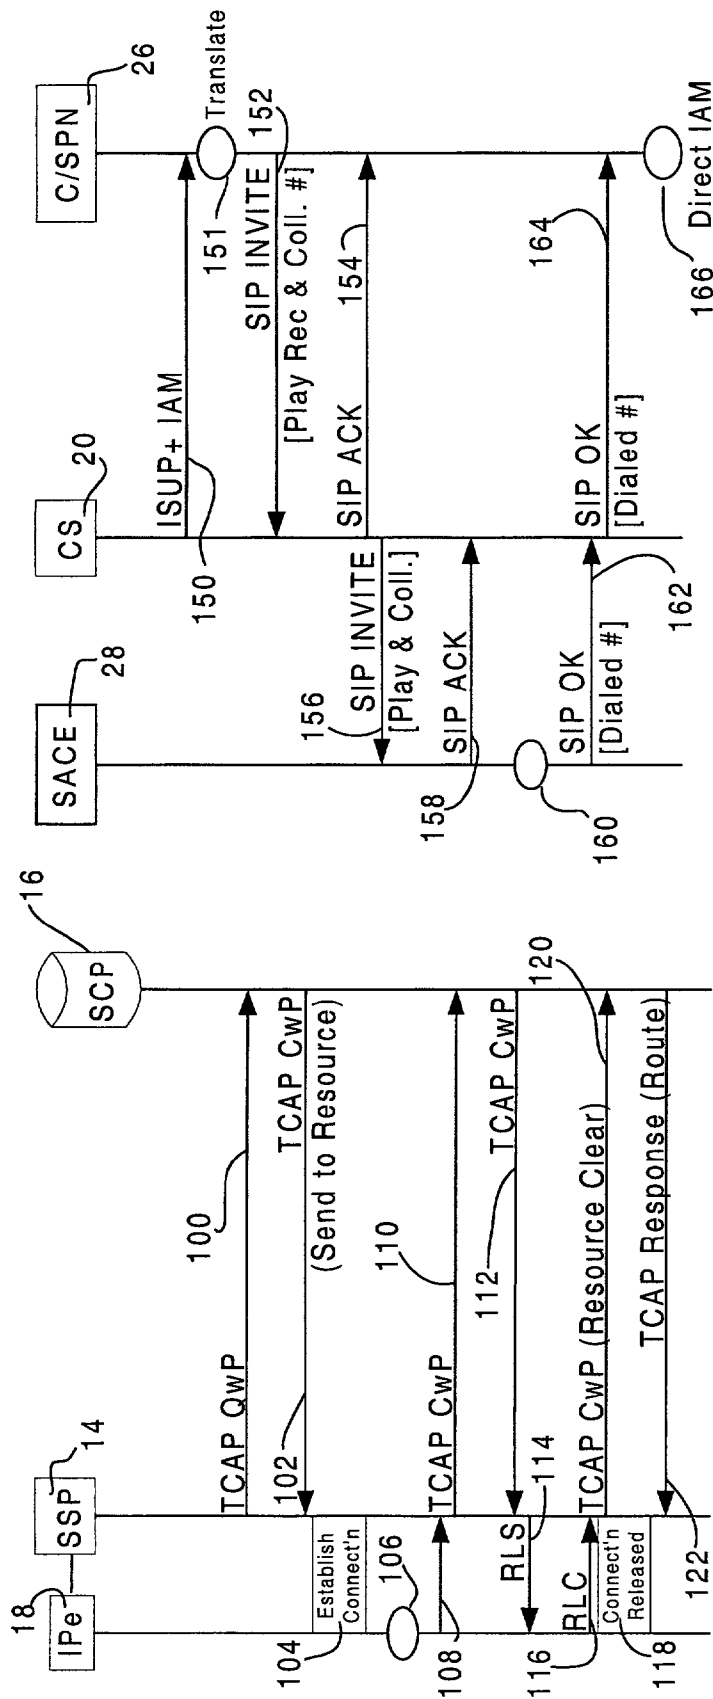 18
IPe
SSP
14
SCP
16
TCAP QwP
100
102
TCAP CwP
(Send to Resource)
Establish
Connect'n
104
106
108
TCAP CwP
110
TCAP CwP
112
RLS
114
RLC
116
Connect'n
Released
118
TCAP CwP (Resource Clear)
120
TCAP Response (Route)
122
SACE
28
CS
20
C/SPN
26
ISUP+ IAM
150
151
Translate
152
SIP INVITE
[Play Rec & Coll. #]
SIP ACK
154
156
SIP INVITE
[Play & Coll.]
SIP ACK
158
160
SIP OK
[Dialed #]
162
SIP OK
[Dialed #]
164
166
Direct IAM